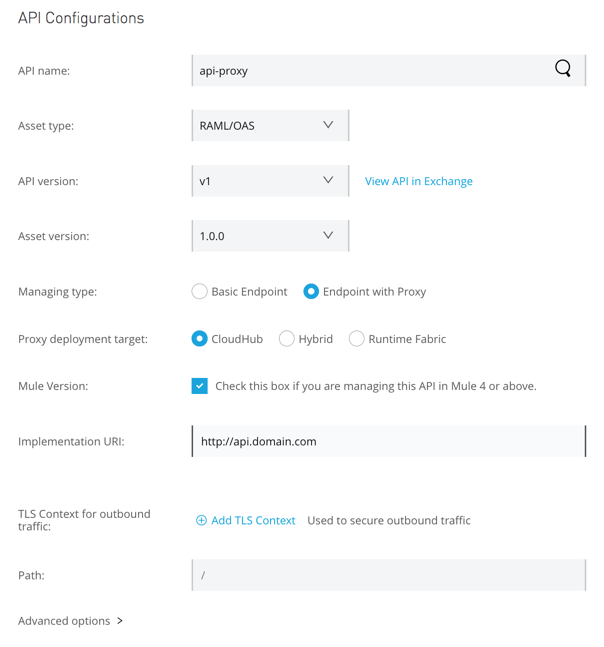 API Configurations
API name: api-proxy
Asset type: RAML/OAS
API version: v1 View API in Exchange
Asset version: 1.0.0
Managing type: Basic Endpoint Endpoint with Proxy
Proxy deployment target: CloudHub Hybrid Runtime Fabric
Mule Version: Check this box if you are managing this API in Mule 4 or above.
Implementation URI: http://api.domain.com
TLS Context for outbound
traffic: Add TLS Context Used to secure outbound traffic
Path: /
Advanced options >